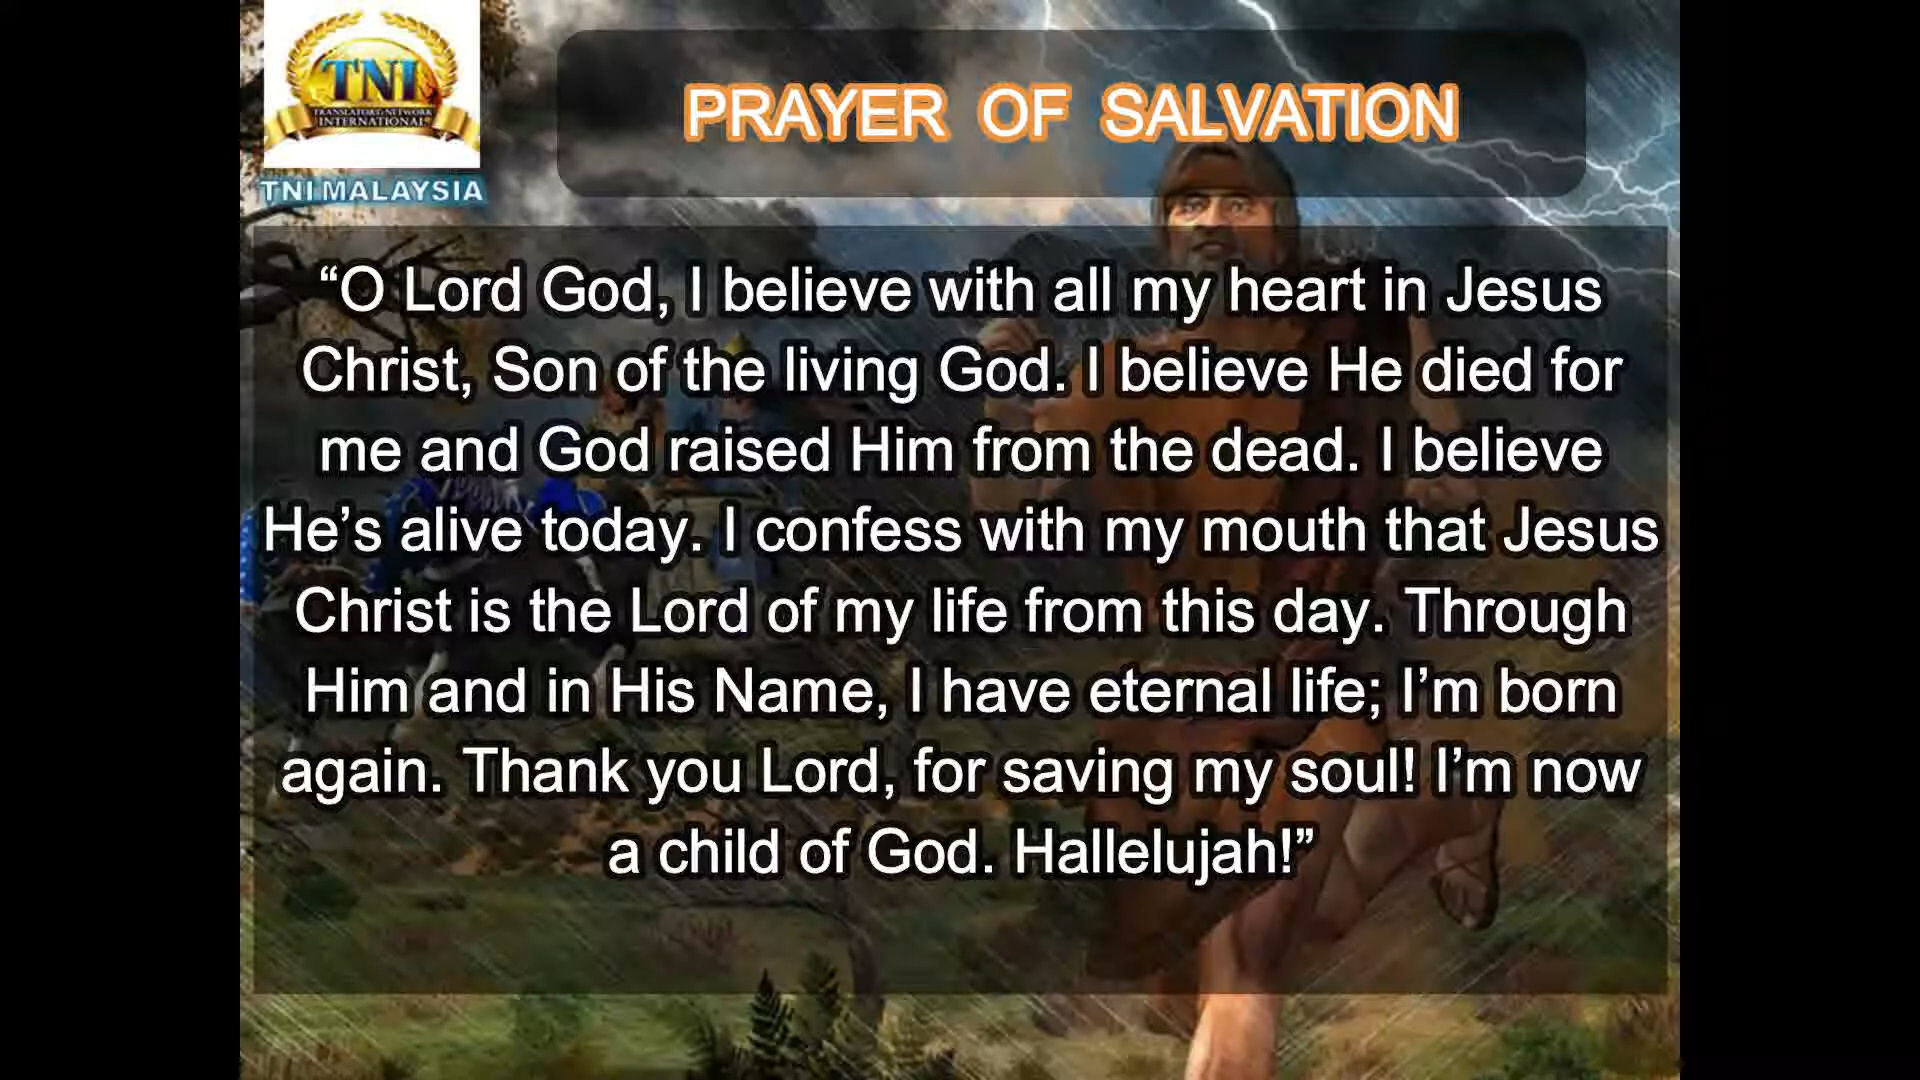 TNI
TRANSLATORS NETWORK
INTERNATIONAL
TNI MALAYSIA
PRAYER OF SALVATION
“O Lord God, I believe with all my heart in Jesus
Christ, Son of the living God. I believe He died for
me and God raised Him from the dead. I believe
He’s alive today. I confess with my mouth that Jesus
Christ is the Lord of my life from this day. Through
Him and in His Name, I have eternal life; I’m born
again. Thank you Lord, for saving my soul! I’m now
a child of God. Hallelujah!”